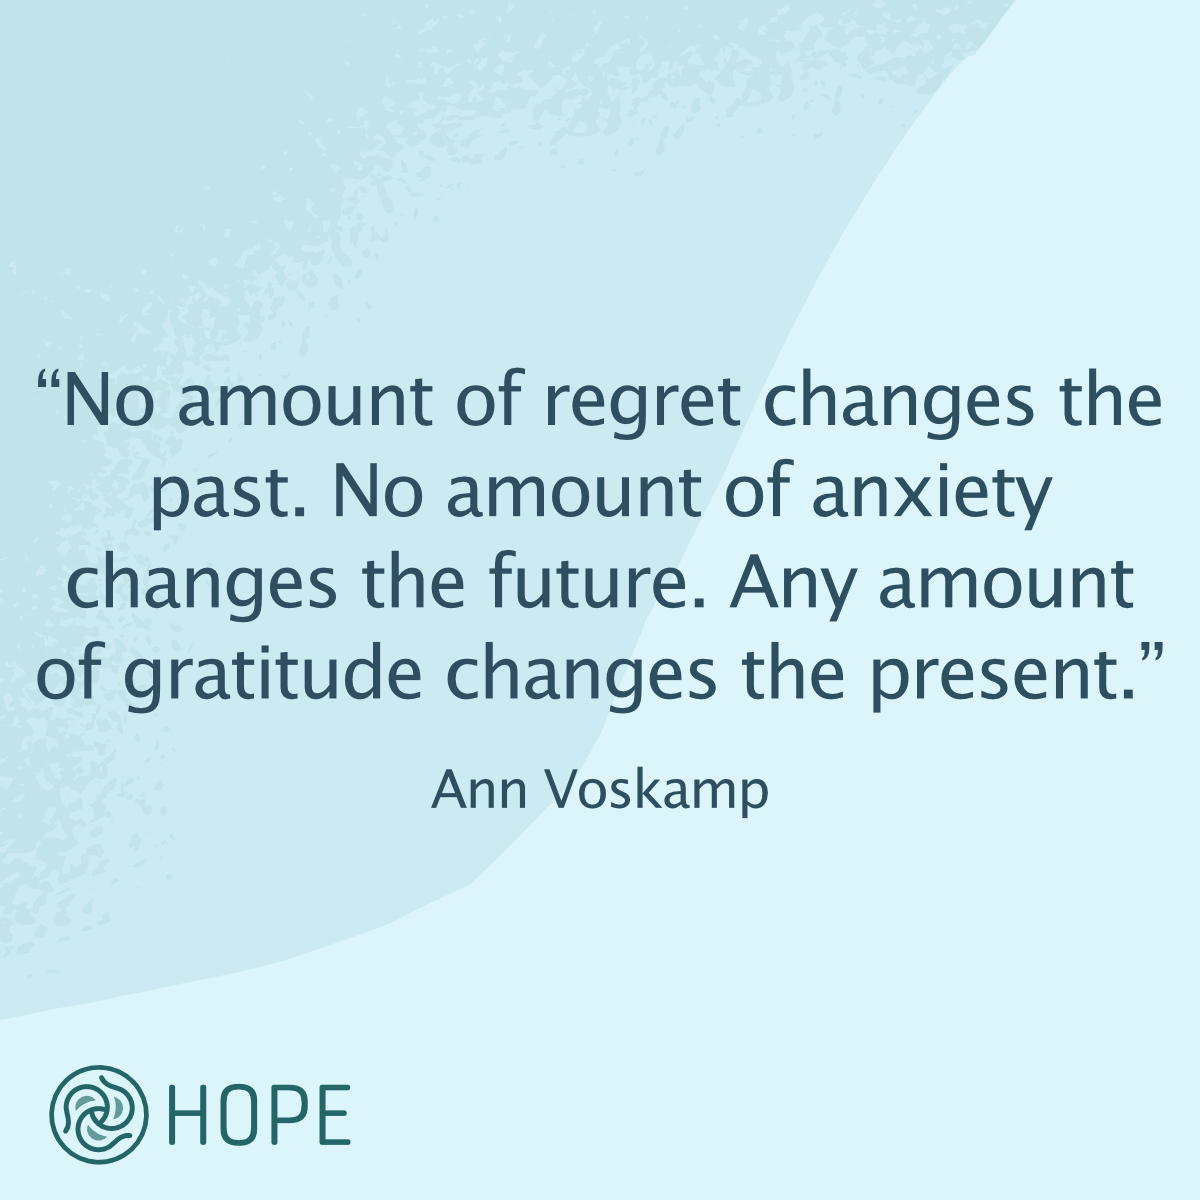 “No amount of regret changes the
past. No amount of anxiety
changes the future. Any amount
of gratitude changes the present.”
Ann Voskamp
HOPE